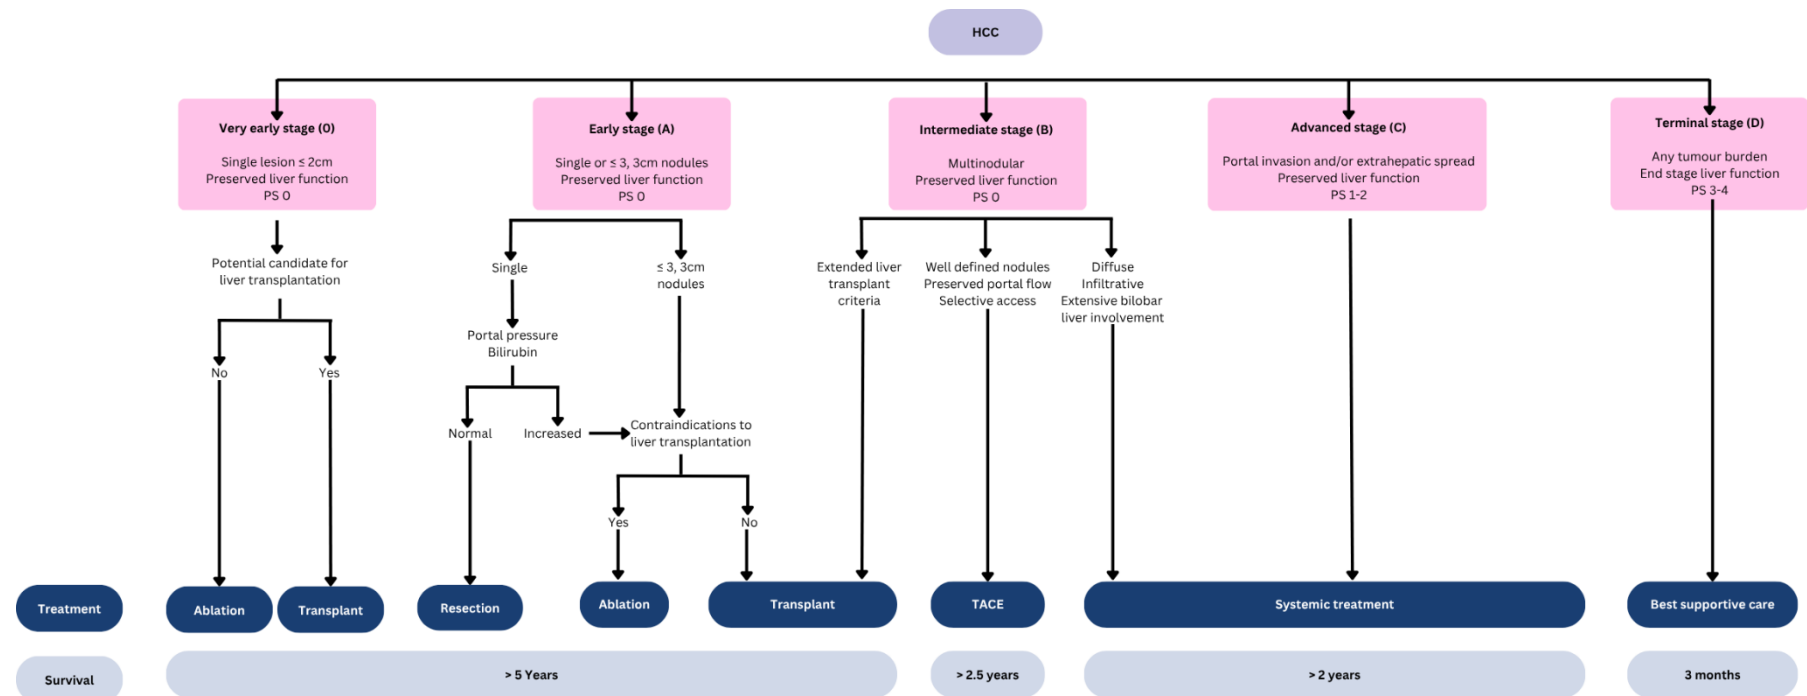 HCC
Very early stage (0)
Single lesion ≤ 2cm
Preserved liver function
PS 0
Early stage (A)
Single or ≤ 3, 3cm nodules
Preserved liver function
PS 0
Intermediate stage (B)
Multinodular
Preserved liver function
PS 0
Advanced stage (C)
Portal invasion and/or extrahepatic spread
Preserved liver function
PS 1-2
Terminal stage (D)
Any tumour burden
End stage liver function
PS 3-4
Potential candidate for
liver transplantation
No
Yes
Single
≤ 3, 3cm
nodules
Portal pressure
Bilirubin
Normal
Increased
Contraindications to
liver transplantation
Yes
No
Extended liver
transplant
criteria
Well defined nodules
Preserved portal flow
Selective access
Diffuse
Infiltrative
Extensive bilobar
liver involvement
Treatment
Ablation
Transplant
Resection
Ablation
Transplant
TACE
Systemic treatment
Best supportive care
Survival
> 5 Years
> 2.5 years
> 2 years
3 months